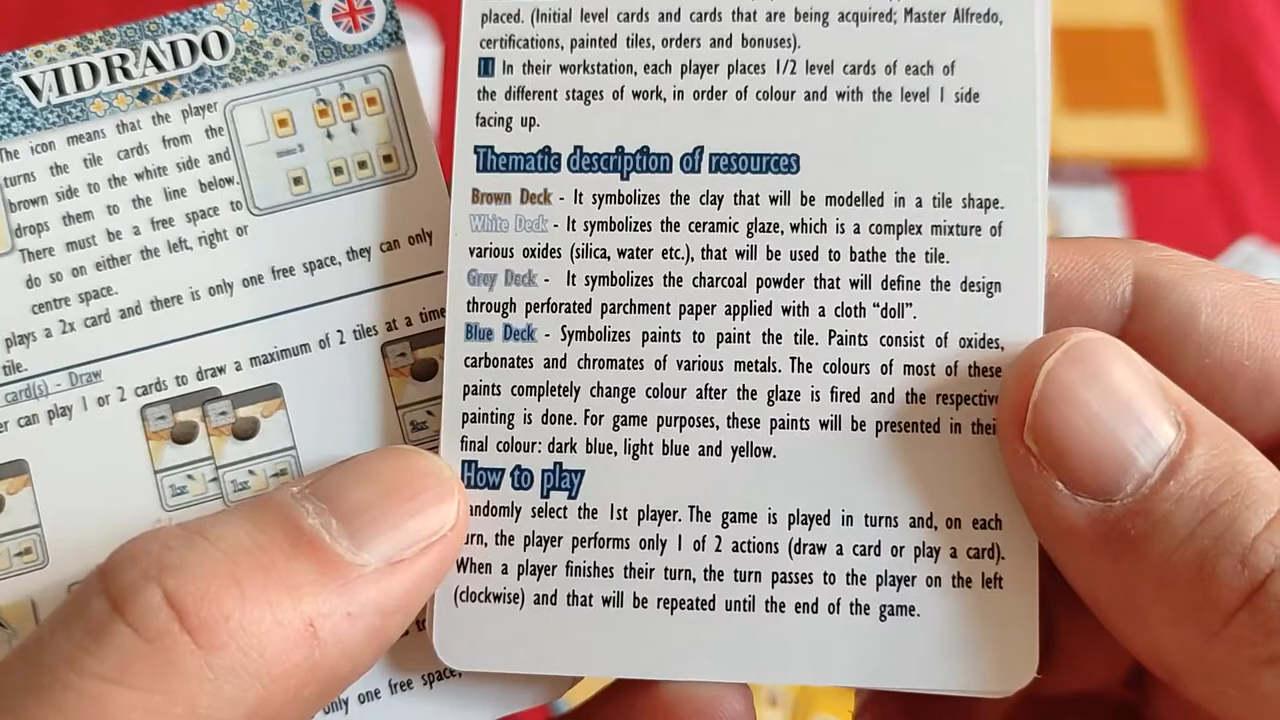 VIDRADO
The icon means that the player
turns the tile cards from the
brown side to the white side and
drops them to the line below.
There must be a free space to
do so on either the left, right or
centre space.
plays a 2x card and there is only one free space, they can only
tile.
card(s) - Draw
can play 1 or 2 cards to draw a maximum of 2 tiles at a time
1x
1x
2x
only one free space,
placed. (Initial level cards and cards that are being acquired; Master Alfredo,
certifications, painted tiles, orders and bonuses).
11 In their workstation, each player places 1/2 level cards of each of
the different stages of work, in order of colour and with the level 1 side
facing up.
Thematic description of resources
Brown Deck - It symbolizes the clay that will be modelled in a tile shape.
White Deck - It symbolizes the ceramic glaze, which is a complex mixture of
various oxides (silica, water etc.), that will be used to bathe the tile.
Grey Deck - It symbolizes the charcoal powder that will define the design
through perforated parchment paper applied with a cloth “doll”.
Blue Deck - Symbolizes paints to paint the tile. Paints consist of oxides,
carbonates and chromates of various metals. The colours of most of these
paints completely change colour after the glaze is fired and the respective
painting is done. For game purposes, these paints will be presented in thei
final colour: dark blue, light blue and yellow.
How to play
andomly select the 1st player. The game is played in turns and, on each
urn, the player performs only 1 of 2 actions (draw a card or play a card).
When a player finishes their turn, the turn passes to the player on the left
(clockwise) and that will be repeated until the end of the game.